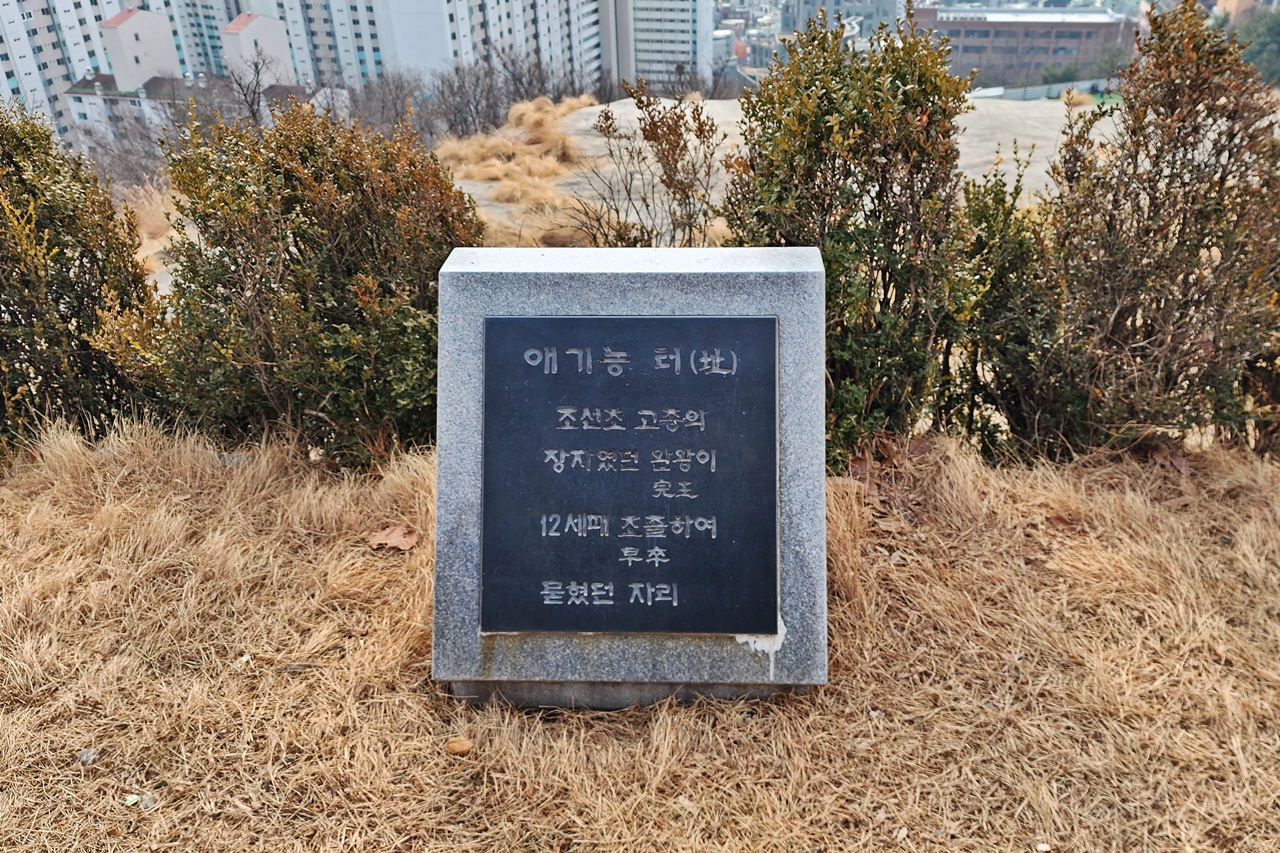 애기능 터(址)
조선초 고종의
장자였던 완왕이
完王
12세때 조졸하여
早卒
묻혔던 자리